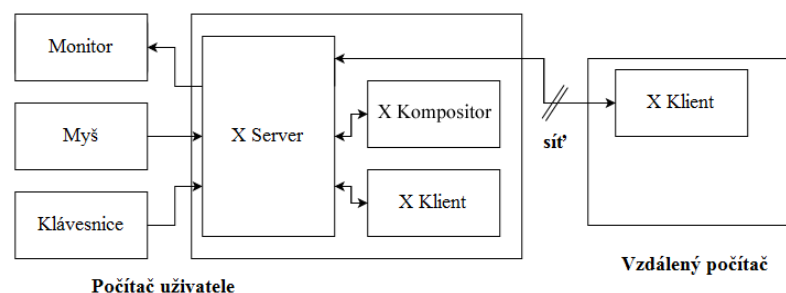 Monitor
Myš
Klávesnice
X Server
X Kompositor
X Klient
síť
X Klient
Počítač uživatele
Vzdálený počítač